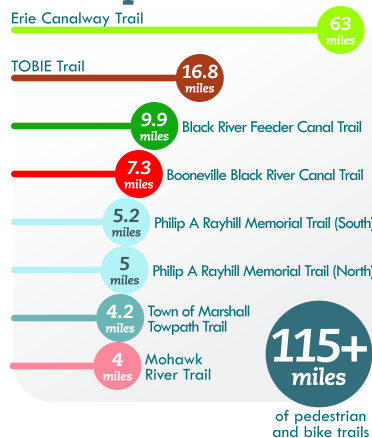 Erie Canalway Trail
63
miles
TOBIE Trail
16.8
miles
9.9
miles
Black River Feeder Canal Trail
7.3
miles
Booneville Black River Canal Trail
5.2
miles
Philip A Rayhill Memorial Trail (South)
5
miles
Philip A Rayhill Memorial Trail (North)
4.2
miles
Town of Marshall
Towpath Trail
4
miles
Mohawk
River Trail
115+
miles
of pedestrian
and bike trails